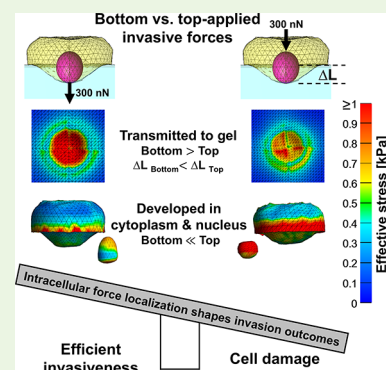 Bottom vs. top-applied
invasive forces
300 nN
300 nN
ΔL
Transmitted to gel
Bottom > Top
ΔL Bottom < ΔL Top
Developed in
cytoplasm & nucleus
Bottom ≪ Top
≥1
0.9
0.8
0.7
0.6
0.5
0.4
0.3
0.2
0.1
0
Effective stress [kPa]
Intracellular force localization shapes invasion outcomes
Efficient
invasiveness
Cell damage